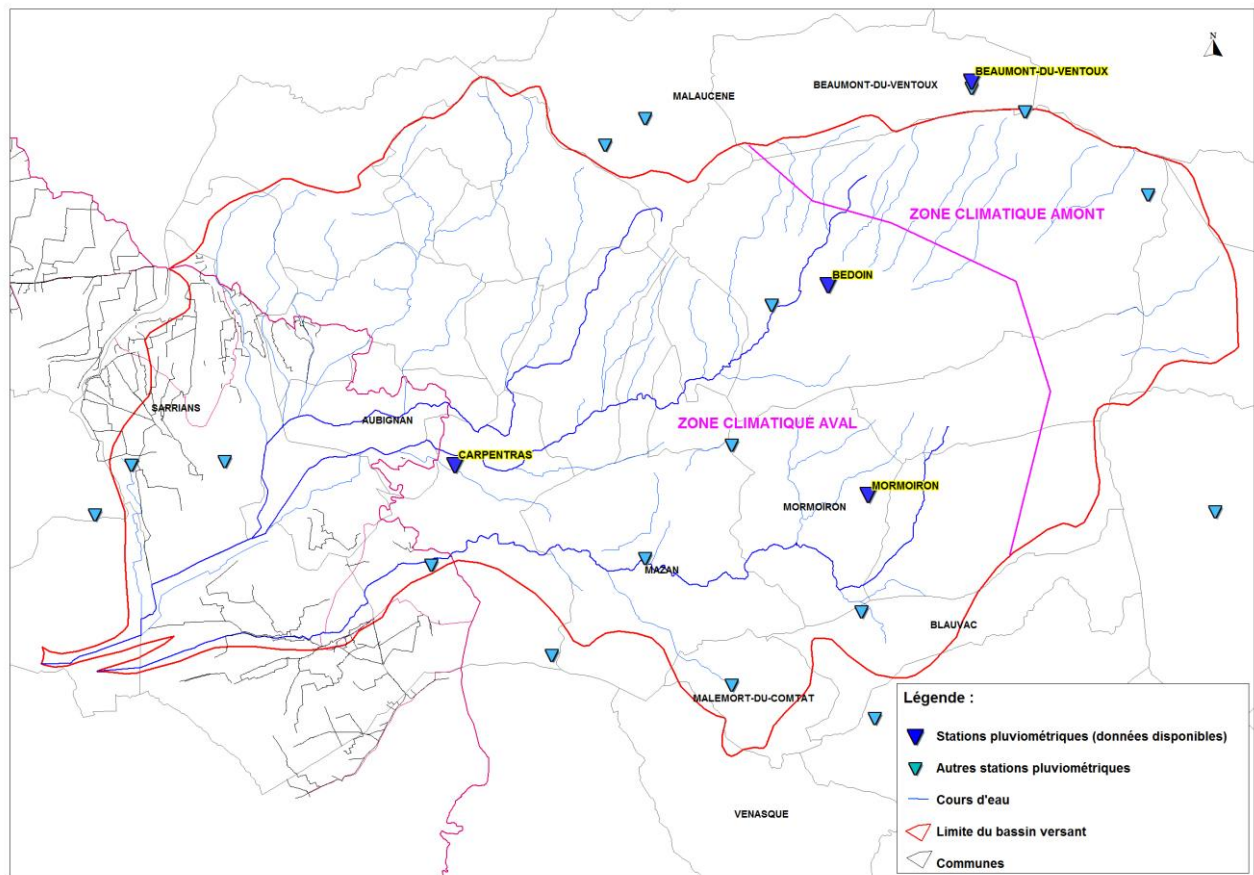 N
BEAUMONT-DU-VENTOUX
BEAUMONT-DU-VENTOUX
MALAUCENE
ZONE CLIMATIQUE AMONT
BEDOIN
SARRIANS
AUBIGNAN
ZONE CLIMATIQUE AVAL
CARPENTRAS
MORMOIRON
MORMOIRON
MAZAN
BLAUVAC
MALEMORT-DU-COMTAT
VENASQUE
Légende :
Stations pluviométriques (données disponibles)
Autres stations pluviométriques
Cours d'eau
Limite du bassin versant
Communes